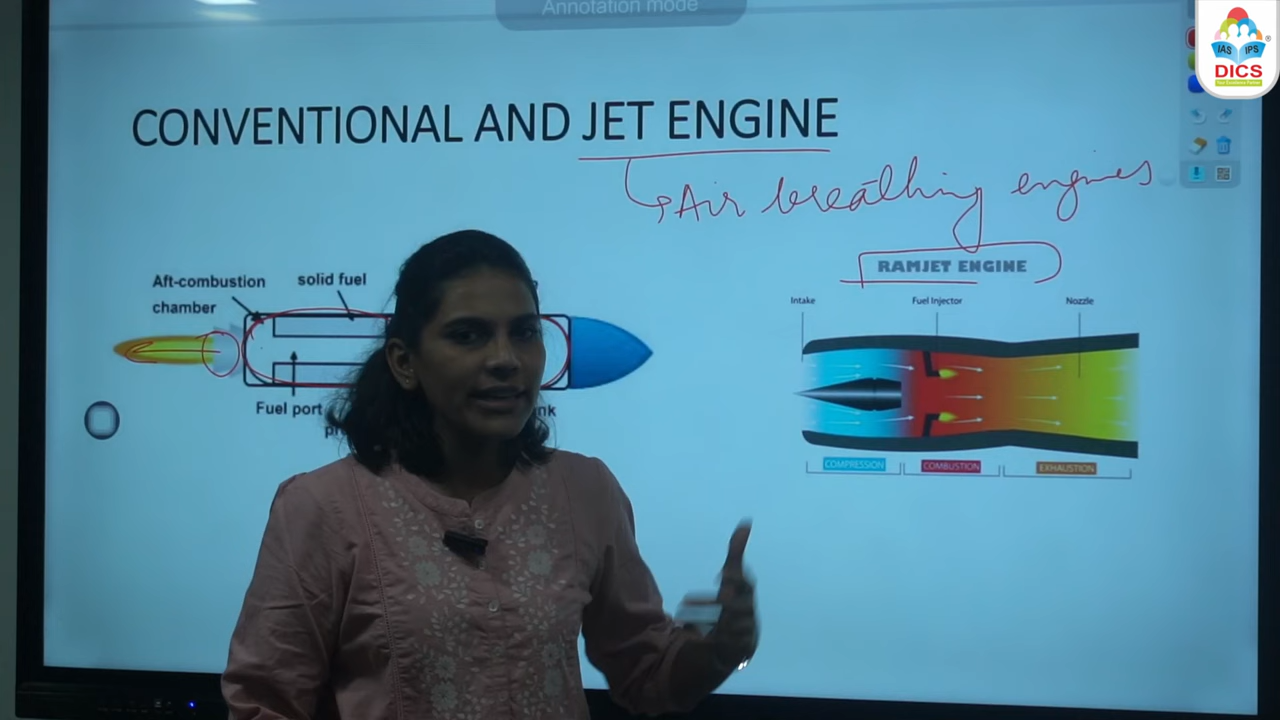 Annotation mode
IAS IPS
DICS
CONVENTIONAL AND JET ENGINE
Air breathing engines
RAMJET ENGINE
Aft-combustion
chamber
solid fuel
Fuel port
Intake
Fuel Injector
Nozzle
COMPRESSION
COMBUSTION
EXHAUSTION